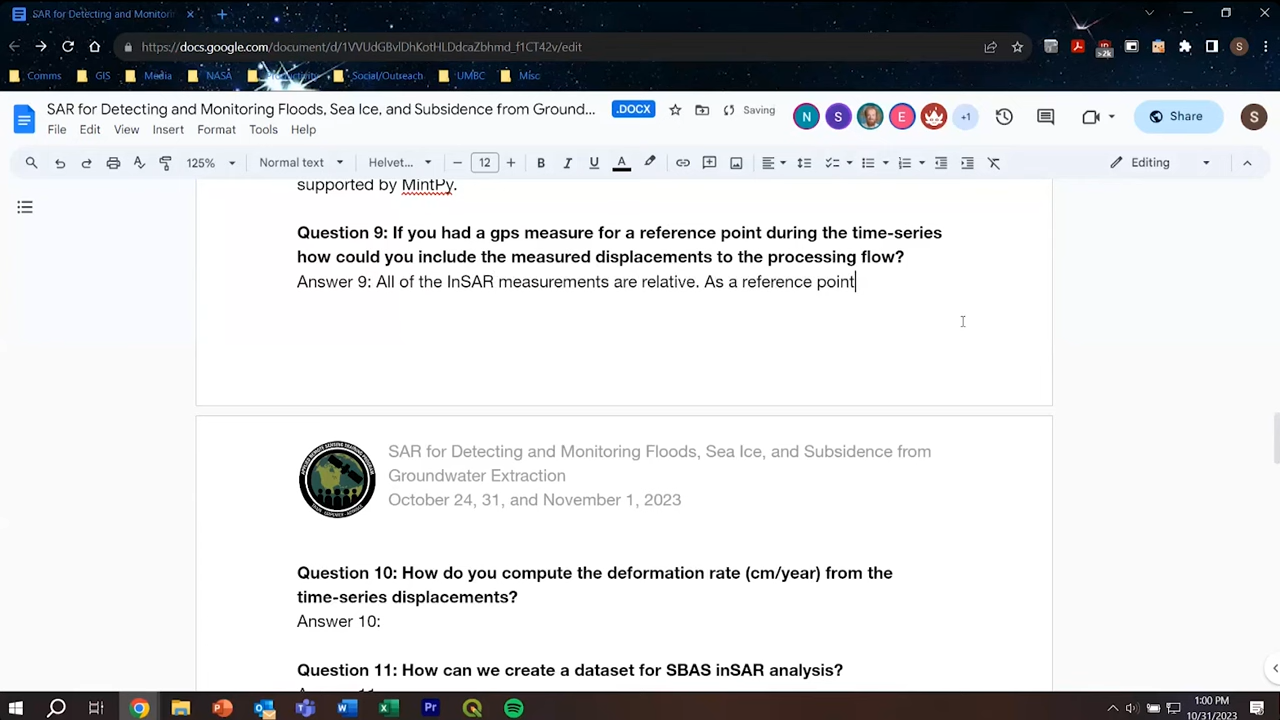 SAR for Detecting and Monitorin
https://docs.google.com/document/d/1VVUdGBvlDhKotHLDdcaZbhmd_f1CT42v/edit
>2k
S
Comms GIS Media NASA Social/Outreach UMBC Misc
SAR for Detecting and Monitoring Floods, Sea Ice, and Subsidence from Ground... .DOCX Saving
N S E +1 Share S
File Edit View Insert Format Tools Help
125% Normal text Helvet... 12 B I U A Editing
supported by MintPy.
Question 9: If you had a gps measure for a reference point during the time-series
how could you include the measured displacements to the processing flow?
Answer 9: All of the InSAR measurements are relative. As a reference point
SAR for Detecting and Monitoring Floods, Sea Ice, and Subsidence from
Groundwater Extraction
October 24, 31, and November 1, 2023
Question 10: How do you compute the deformation rate (cm/year) from the
time-series displacements?
Answer 10:
Question 11: How can we create a dataset for SBAS inSAR analysis?
1:00 PM
10/31/2023